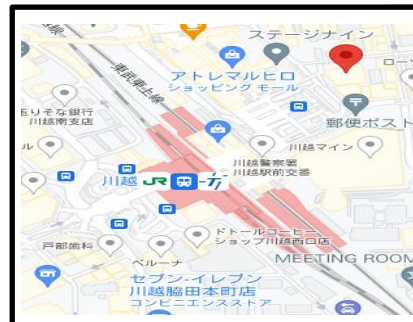 ステージナイン
アトレマルヒロ
ショッピング モール
東武東上線
ロー
玉りそな銀行
川越南支店
郵便ポスト
ル
川越マイン
川越警察署
川越駅前交番
川越 JR
ドトールコーヒー
ショップ川越西口店
戸部歯科
ベルーナ
MEETING ROOM
セブン-イレブン
川越脇田本町店
コンビニエンスストア